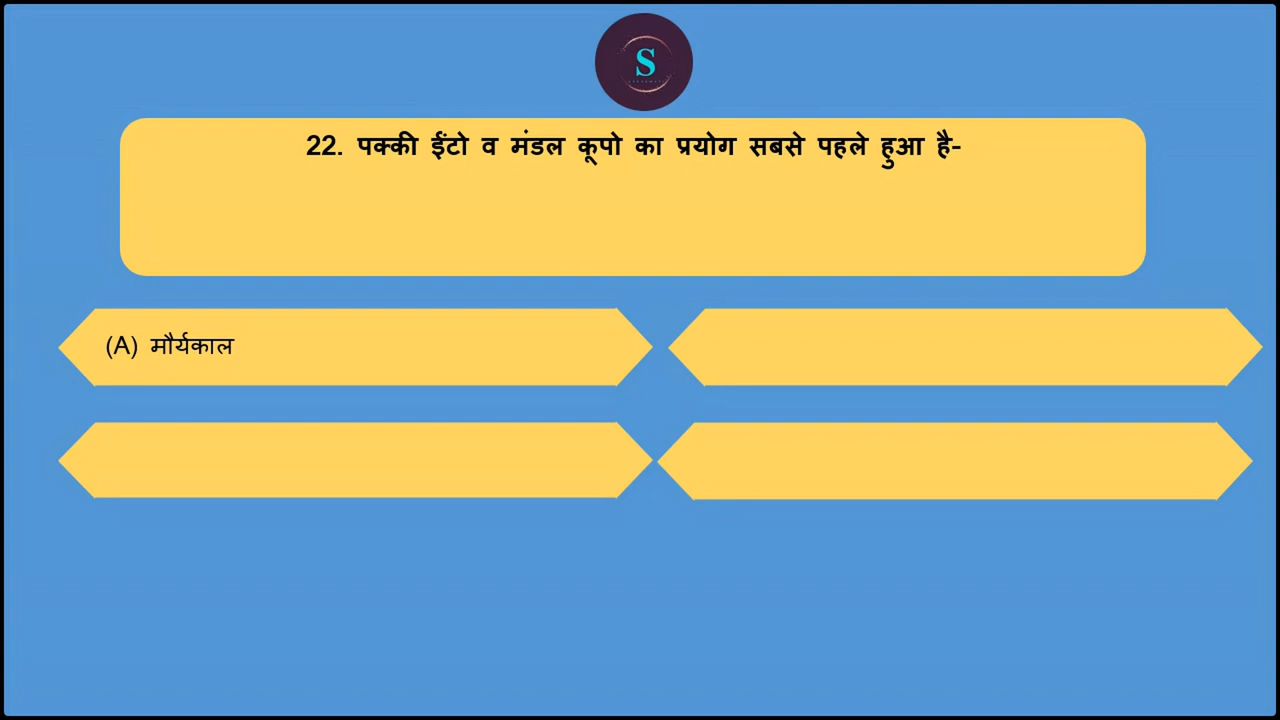 S
22. पक्की ईंटो व मंडल कूपो का प्रयोग सबसे पहले हुआ है-
(A) मौर्यकाल